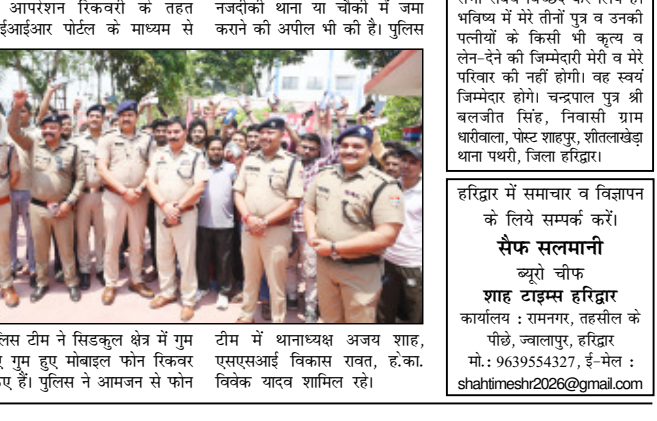 आपरेशन रिकवरी के तहत
ईआईआर पोर्टल के माध्यम से
लिस टीम ने सिडकुल क्षेत्र में गुम
गुम हुए मोबाइल फोन रिकवर
हैं। पुलिस ने आमजन से फोन
नजदीकी थाना या चौकी में जमा
कराने की अपील भी की है। पुलिस
टीम में थानाध्यक्ष अजय शाह,
एसएसआई विकास रावत, हे.का.
विवेक यादव शामिल रहे।
भविष्य में मेरे तीनों पुत्र व उनकी
पत्नीयों के किसी भी कृत्य व
लेन-देने की जिम्मेदारी मेरी व मेरे
परिवार की नहीं होगी। वह स्वयं
जिम्मेदार होगे। चन्द्रपाल पुत्र श्री
बलजीत सिंह, निवासी ग्राम
धारीवाला, पोस्ट शाहपुर, शीतलाखेड़ा
थाना पथरी, जिला हरिद्वार।
हरिद्वार में समाचार व विज्ञापन
के लिये सम्पर्क करें।
सैफ सलमानी
ब्यूरो चीफ
शाह टाइम्स हरिद्वार
कार्यालय : रामनगर, तहसील के
पीछे, ज्वालापुर, हरिद्वार
मो.: 9639554327, ई-मेल :
shahtimeshr2026@gmail.com